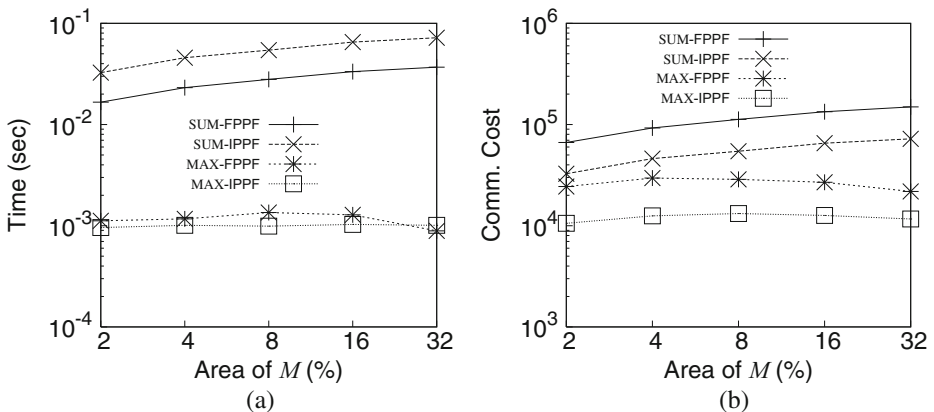 10^-1
10^-2
10^-3
10^-4
Time (sec)
SUM-FPPF
SUM-IPPF
MAX-FPPF
MAX-IPPF
2 4 8 16 32
Area of M (%)
(a)
10^6
10^5
10^4
10^3
Comm. Cost
SUM-FPPF
SUM-IPPF
MAX-FPPF
MAX-IPPF
2 4 8 16 32
Area of M (%)
(b)